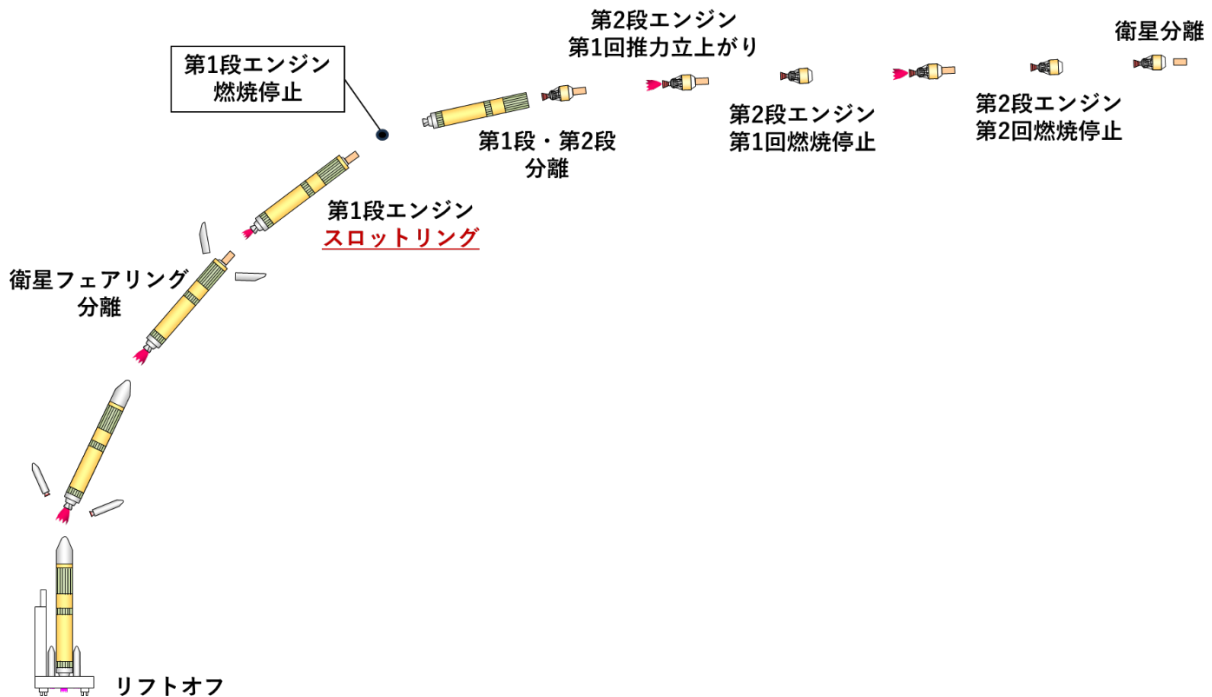 第2段エンジン
第1回推力立上がり
衛星分離
第1段エンジン
燃焼停止
第2段エンジン
第1回燃焼停止
第2段エンジン
第2回燃焼停止
第1段・第2段
分離
第1段エンジン
スロットリング
衛星フェアリング
分離
リフトオフ